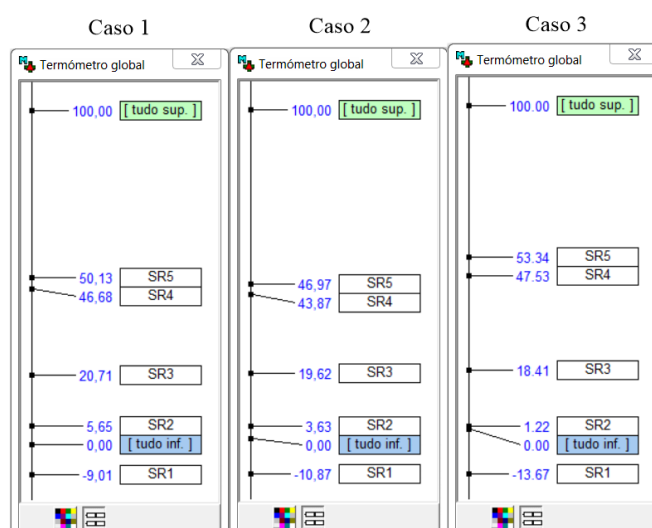 Caso 1
Termómetro global
100,00 [ tudo sup. ]
50,13 SR5
46,68 SR4
20,71 SR3
5,65 SR2
0,00 [ tudo inf. ]
-9,01 SR1
Caso 2
Termómetro global
100,00 [ tudo sup. ]
46,97 SR5
43,87 SR4
19,62 SR3
3,63 SR2
0,00 [ tudo inf. ]
-10,87 SR1
Caso 3
Termómetro global
100.00 [ tudo sup. ]
53.34 SR5
47.53 SR4
18.41 SR3
1.22 SR2
0.00 [ tudo inf. ]
-13.67 SR1